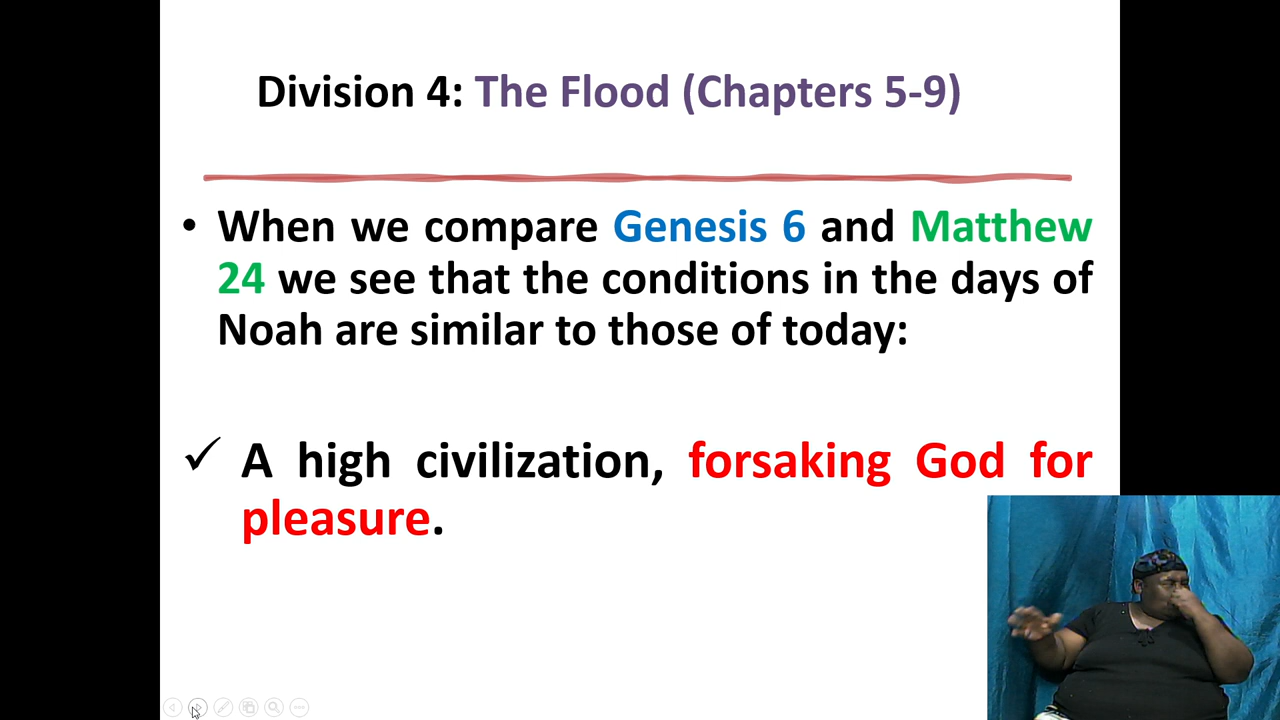 Division 4: The Flood (Chapters 5-9)
• When we compare Genesis 6 and Matthew
24 we see that the conditions in the days of
Noah are similar to those of today:
✓ A high civilization, forsaking God for
pleasure.